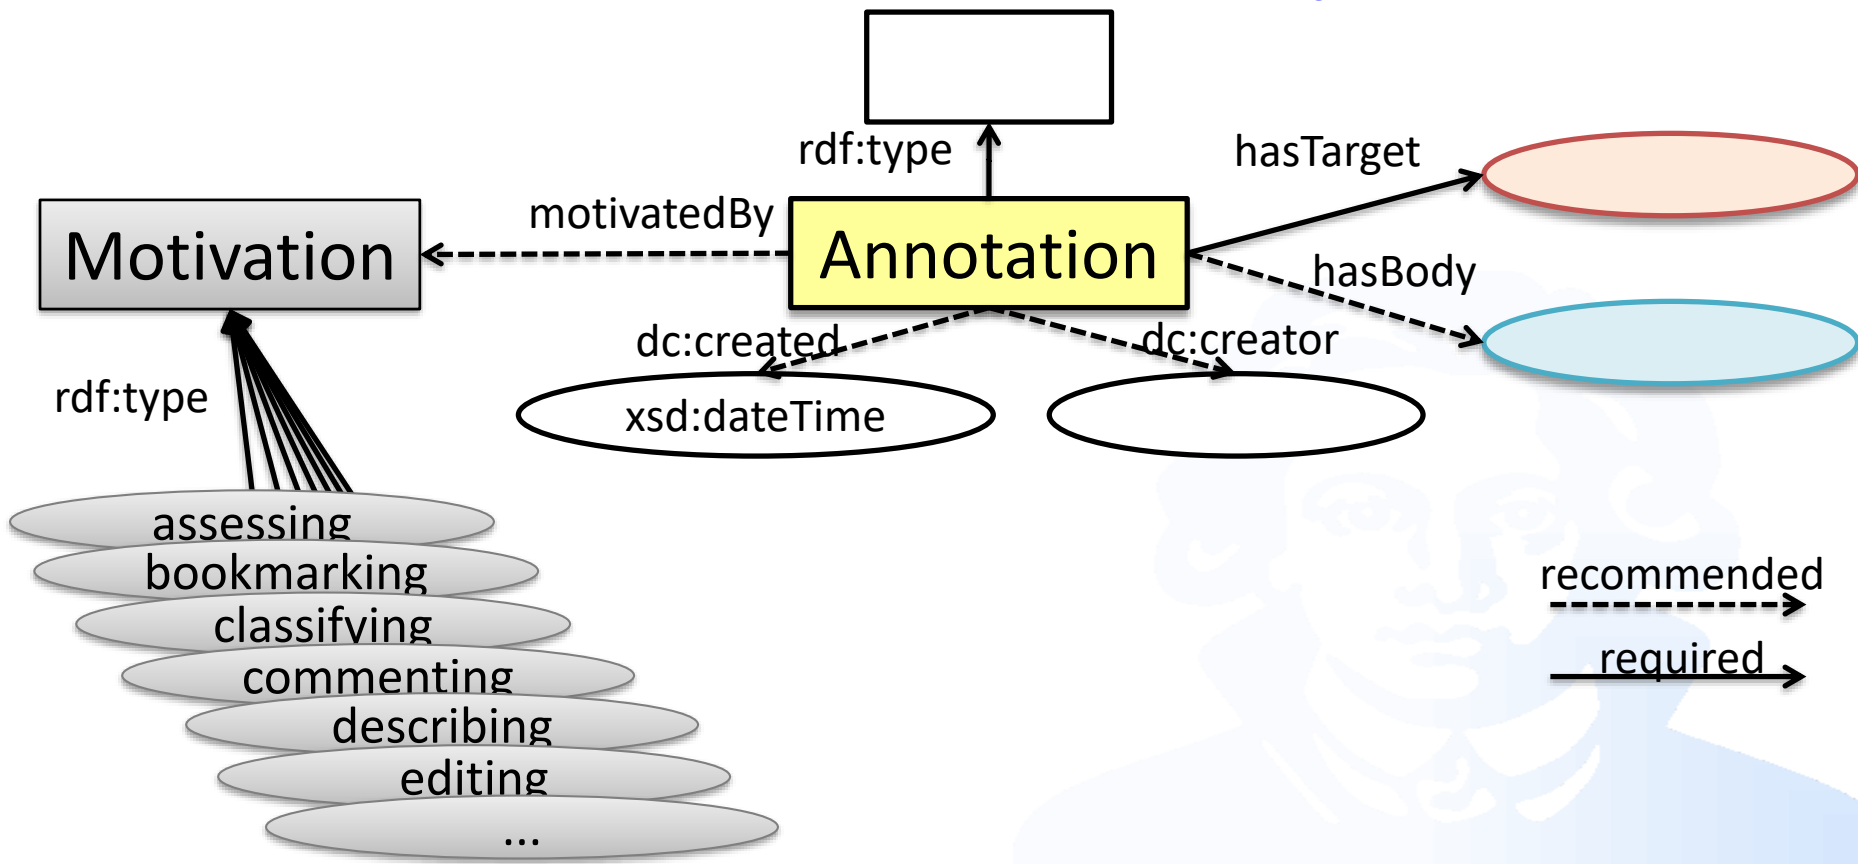 rdf:type
hasTarget
motivatedBy
Motivation
Annotation
hasBody
dc:created
dc:creator
rdf:type
xsd:dateTime
assessing
bookmarking
classifying
commenting
describing
editing
...
recommended
required